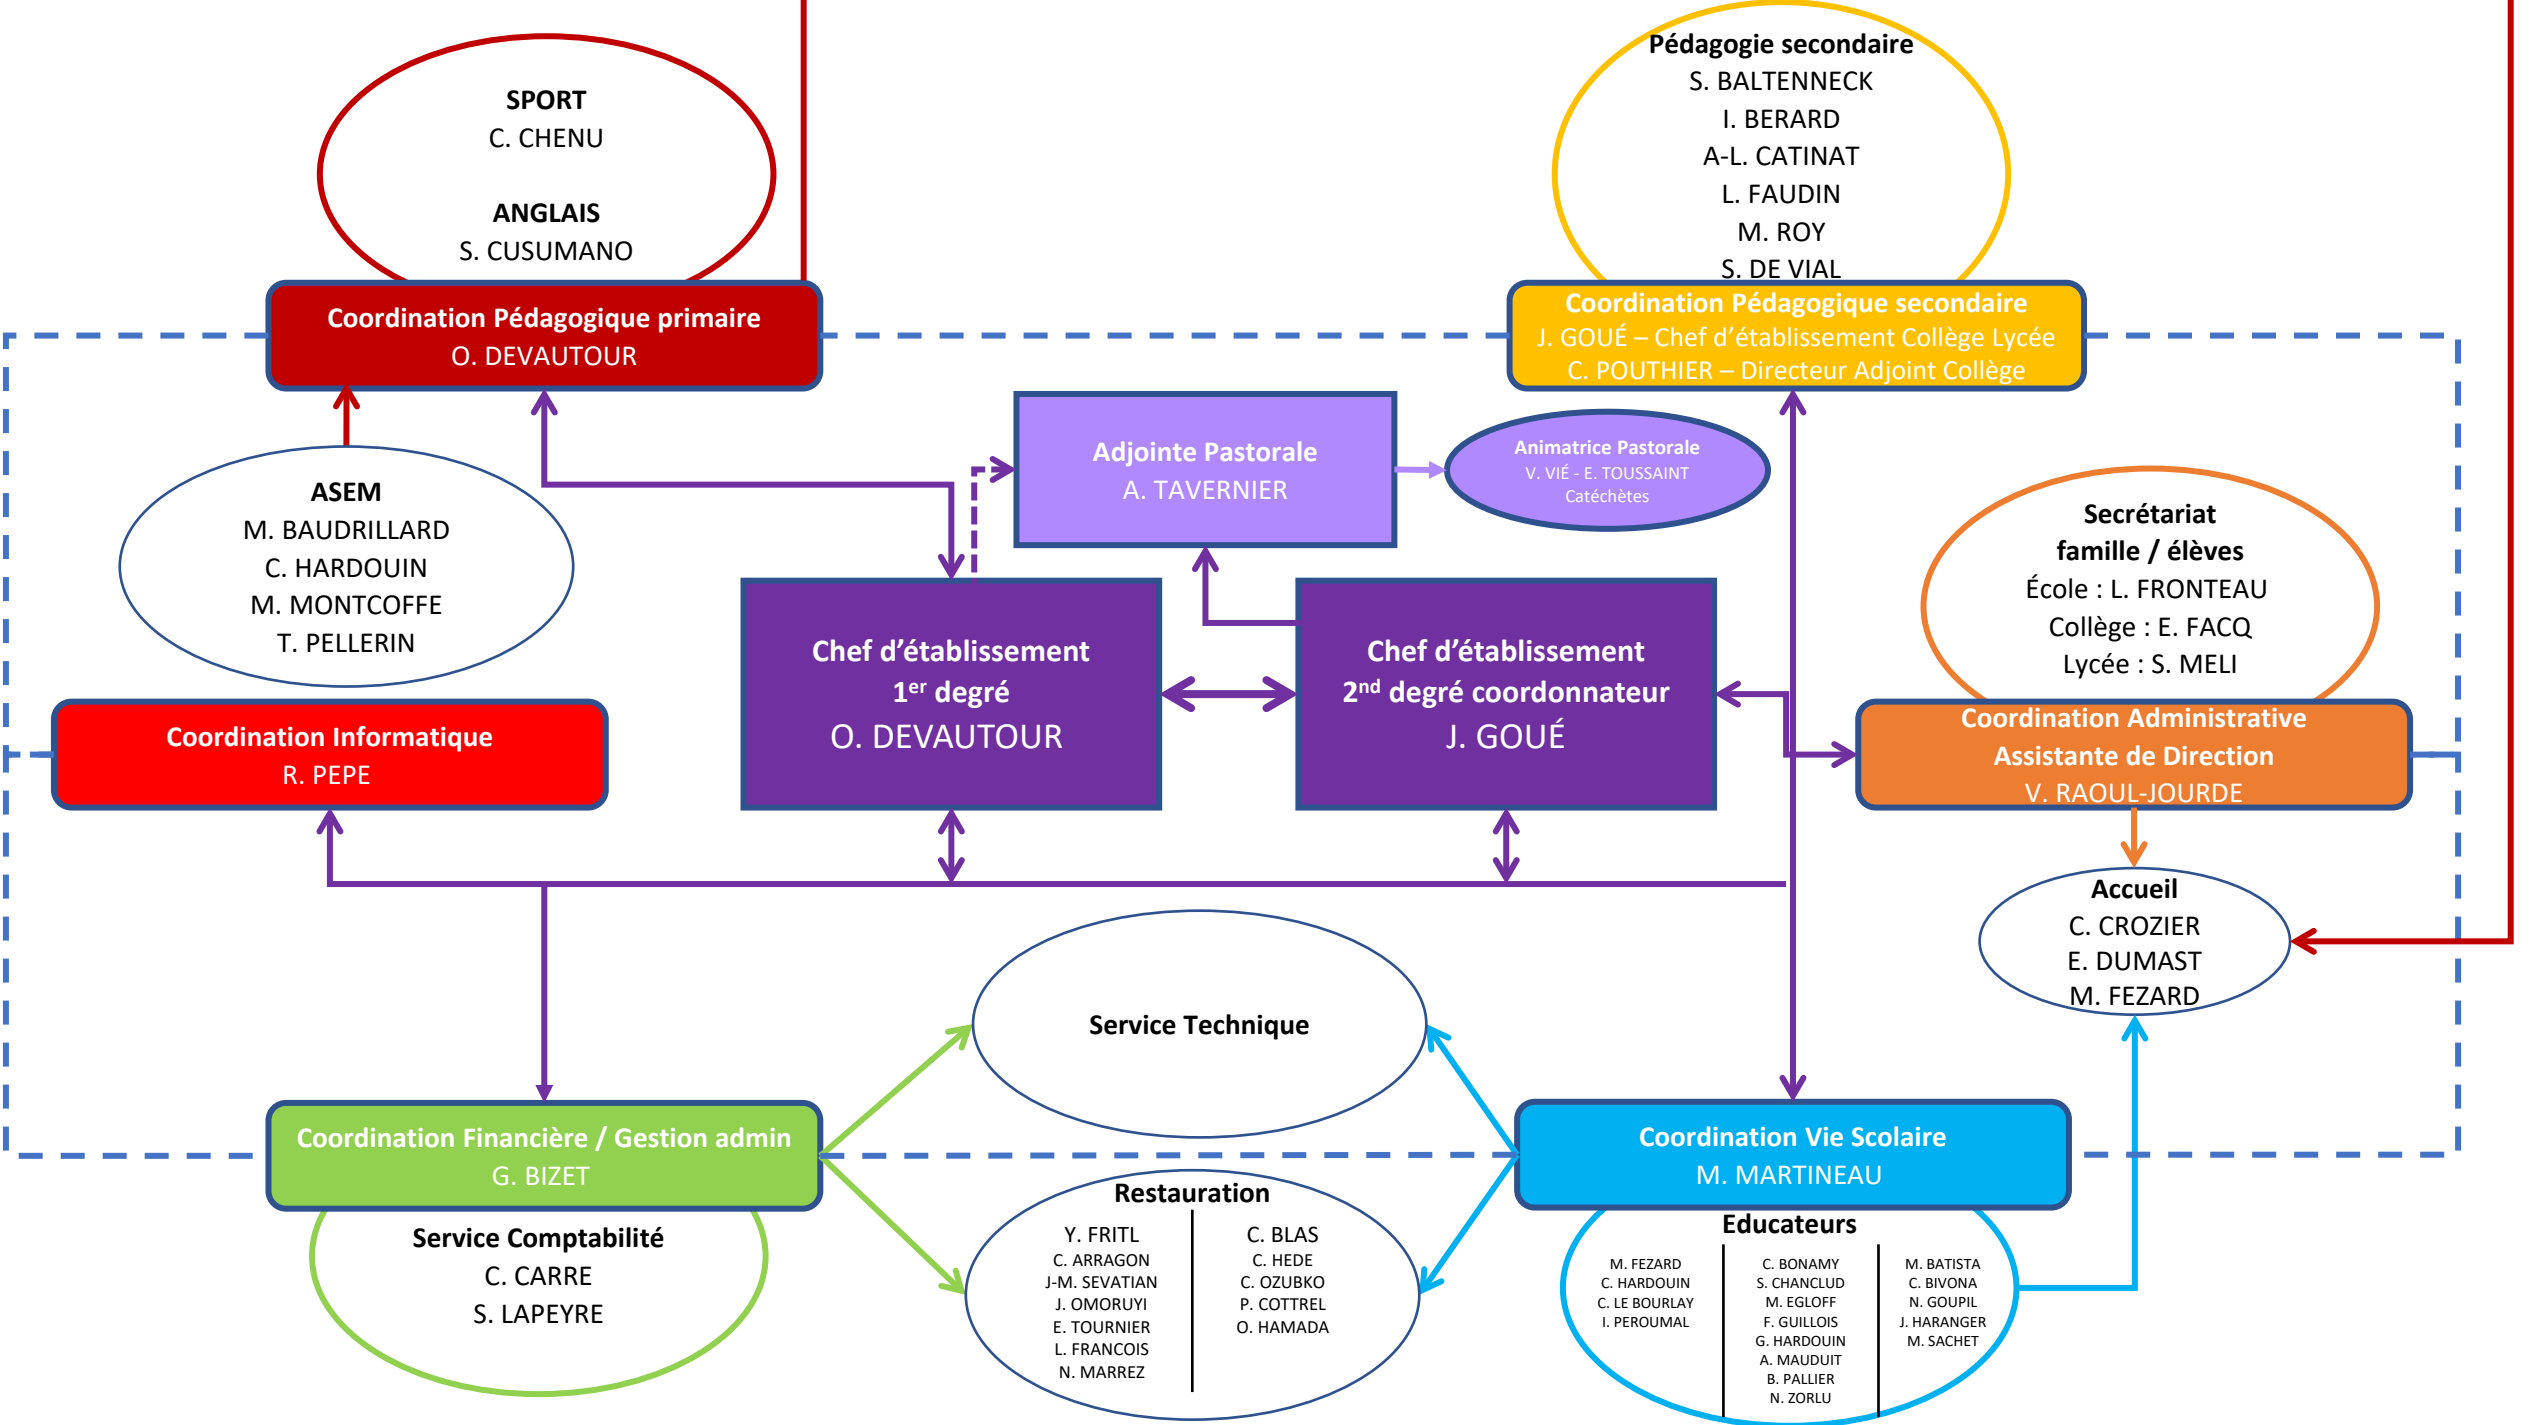 SPORT
C. CHENU
ANGLAIS
S. CUSUMANO
Pédagogie secondaire
S. BALTENNECK
I. BERARD
A-L. CATINAT
L. FAUDIN
M. ROY
S. DE VIAL
Coordination Pédagogique primaire
O. DEVAUTOUR
Coordination Pédagogique secondaire
J. GOUÉ – Chef d'établissement Collège Lycée
C. POUTHIER – Directeur Adjoint Collège
Adjointe Pastorale
A. TAVERNIER
Animatrice Pastorale
V. VIÉ - E. TOUSSAINT
Catéchètes
ASEM
M. BAUDRILLARD
C. HARDOUIN
M. MONTCOFFE
T. PELLERIN
Secrétariat
famille / élèves
École : L. FRONTEAU
Collège : E. FACQ
Lycée : S. MELI
Chef d'établissement
1er degré
O. DEVAUTOUR
Chef d'établissement
2nd degré coordonnateur
J. GOUÉ
Coordination Informatique
R. PEPE
Coordination Administrative
Assistante de Direction
V. RAOUL-JOURDE
Accueil
C. CROZIER
E. DUMAST
M. FEZARD
Service Technique
Coordination Financière / Gestion admin
G. BIZET
Coordination Vie Scolaire
M. MARTINEAU
Service Comptabilité
C. CARRE
S. LAPEYRE
Restauration
Y. FRITL
C. ARRAGON
J-M. SEVATIAN
J. OMORUYI
E. TOURNIER
L. FRANCOIS
N. MARREZ
C. BLAS
C. HEDE
C. OZUBKO
P. COTTREL
O. HAMADA
Educateurs
M. FEZARD
C. HARDOUIN
C. LE BOURLAY
I. PEROUMAL
C. BONAMY
S. CHANCLUD
M. EGLOFF
F. GUILLOIS
G. HARDOUIN
A. MAUDUIT
B. PALLIER
N. ZORLU
M. BATISTA
C. BIVONA
N. GOUPIL
J. HARANGER
M. SACHET